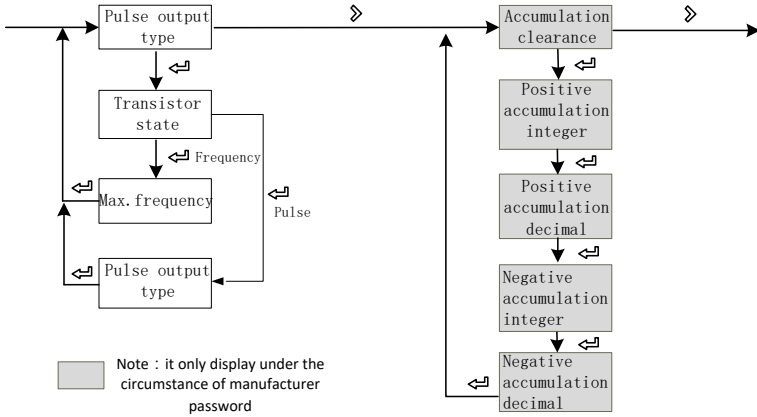 Pulse output
type
Transistor
state
Frequency
Max.frequency
Pulse
Pulse output
type
Accumulation
clearance
Positive
accumulation
integer
Positive
accumulation
decimal
Negative
accumulation
integer
Negative
accumulation
decimal
Note：it only display under the
circumstance of manufacturer
password